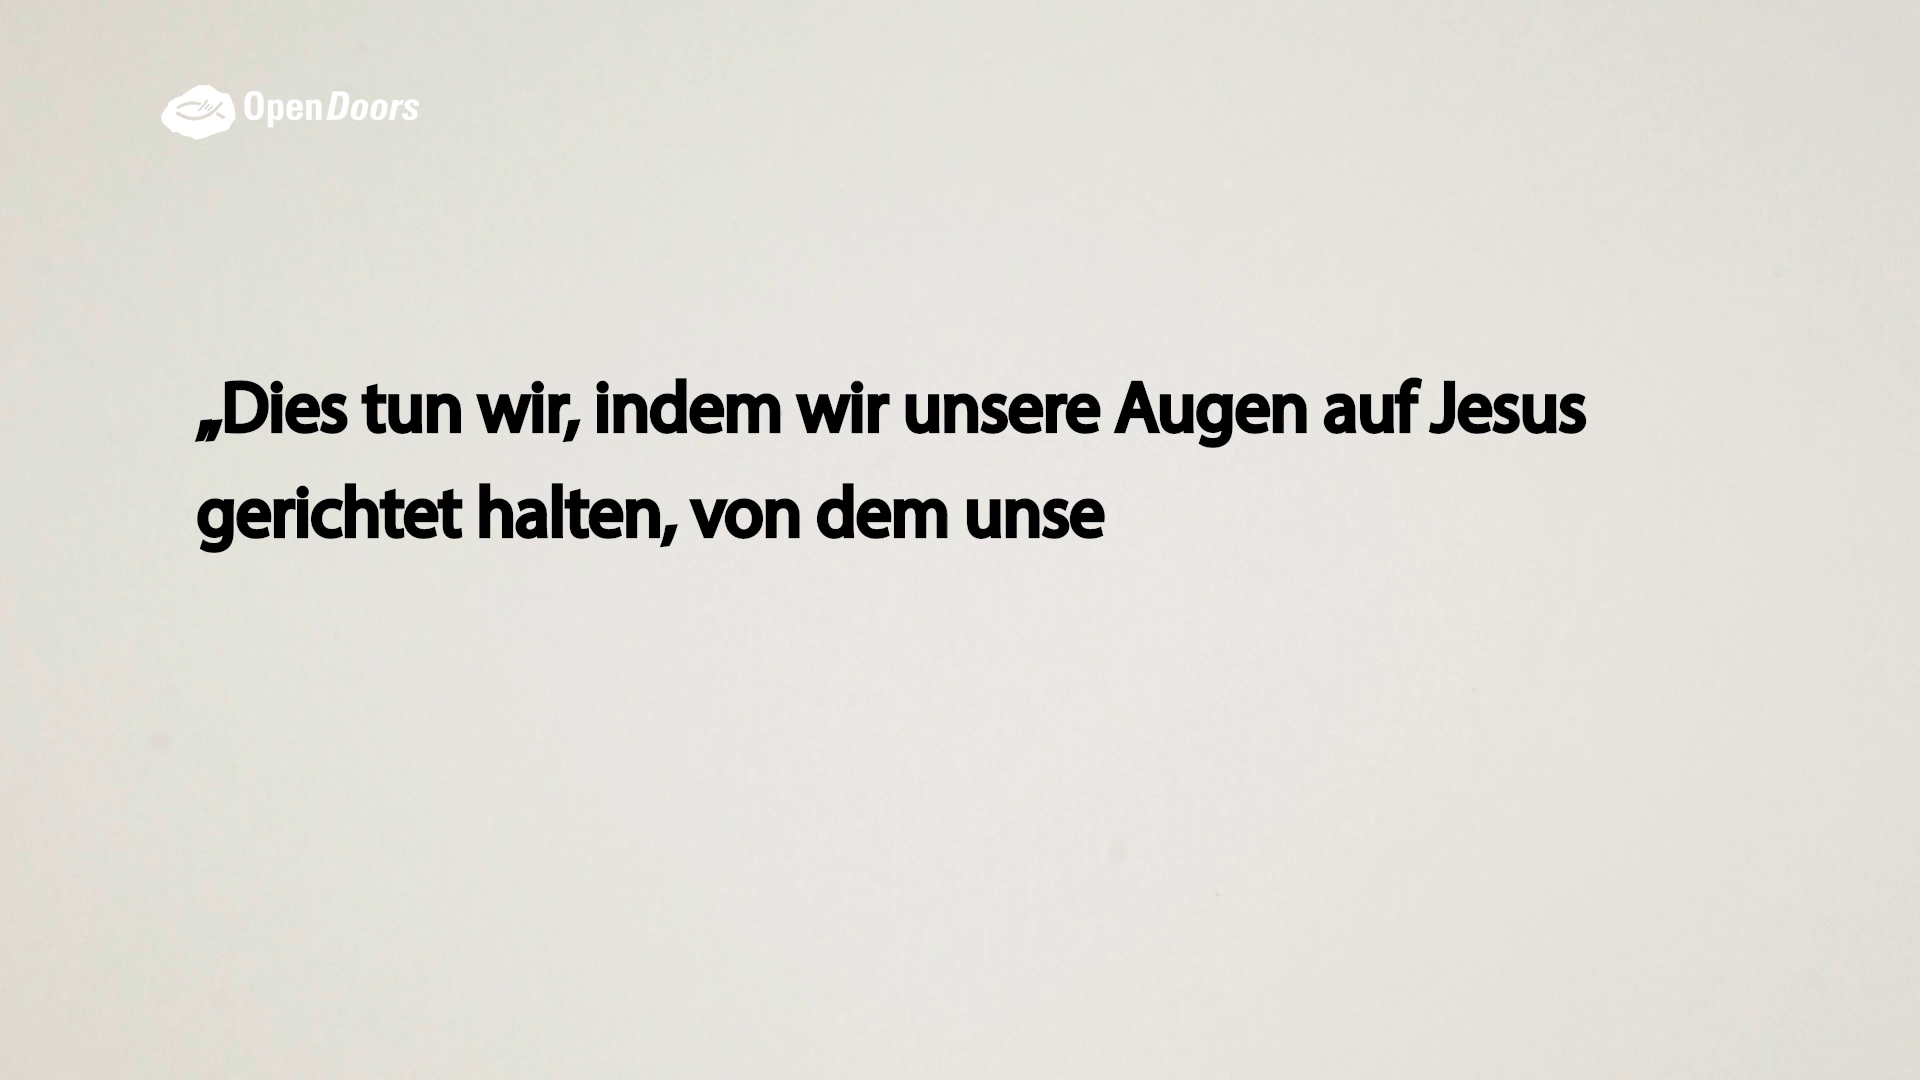 OpenDoors
„Dies tun wir, indem wir unsere Augen auf Jesus
gerichtet halten, von dem unse